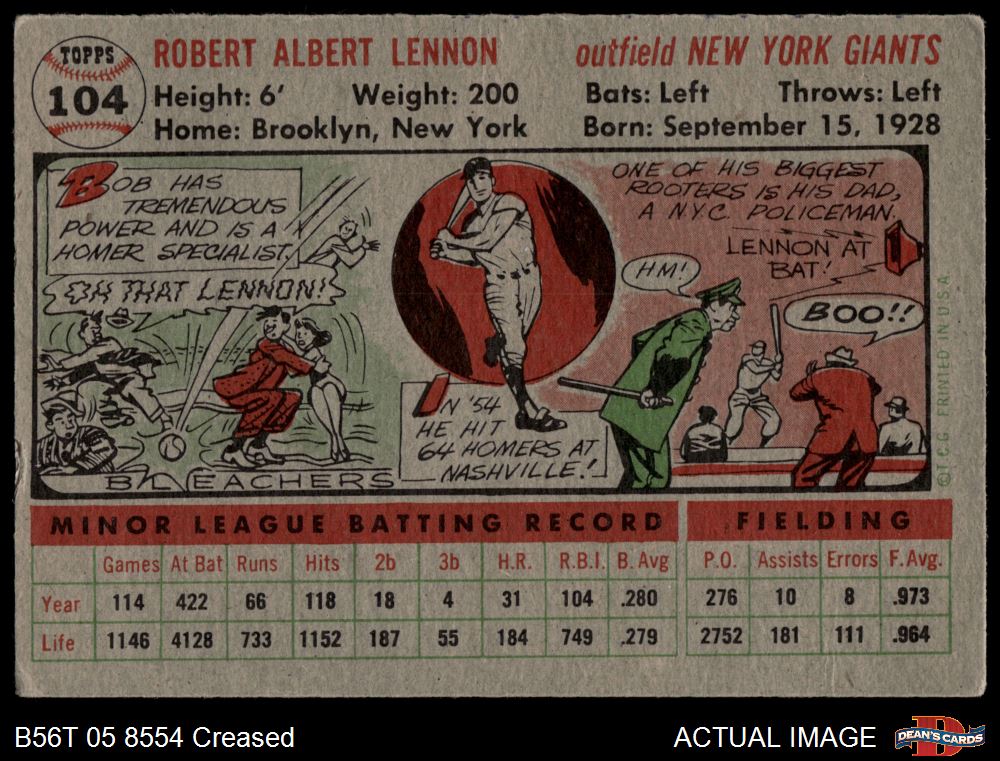 TOPPS
104
ROBERT ALBERT LENNON
outfield NEW YORK GIANTS
Height: 6' Weight: 200 Bats: Left Throws: Left
Home: Brooklyn, New York Born: September 15, 1928
BOB HAS
TREMENDOUS
POWER AND IS A
HOMER SPECIALIST.
OH THAT LENNON!
BLEACHERS
IN '54
HE HIT
64 HOMERS AT
NASHVILLE!
ONE OF HIS BIGGEST
ROOTERS IS HIS DAD,
A N.Y.C. POLICEMAN.
LENNON AT
BAT!
HM!
BOO!!
© T.C.G. PRINTED IN U.S.A.
MINOR LEAGUE BATTING RECORD FIELDING
Games At Bat Runs Hits 2b 3b H.R. R.B.I. B. Avg P.O. Assists Errors F. Avg.
Year 114 422 66 118 18 4 31 104 .280 276 10 8 .973
Life 1146 4128 733 1152 187 55 184 749 .279 2752 181 111 .964
B56T 05 8554 Creased
ACTUAL IMAGE
DEAN'S CARDS